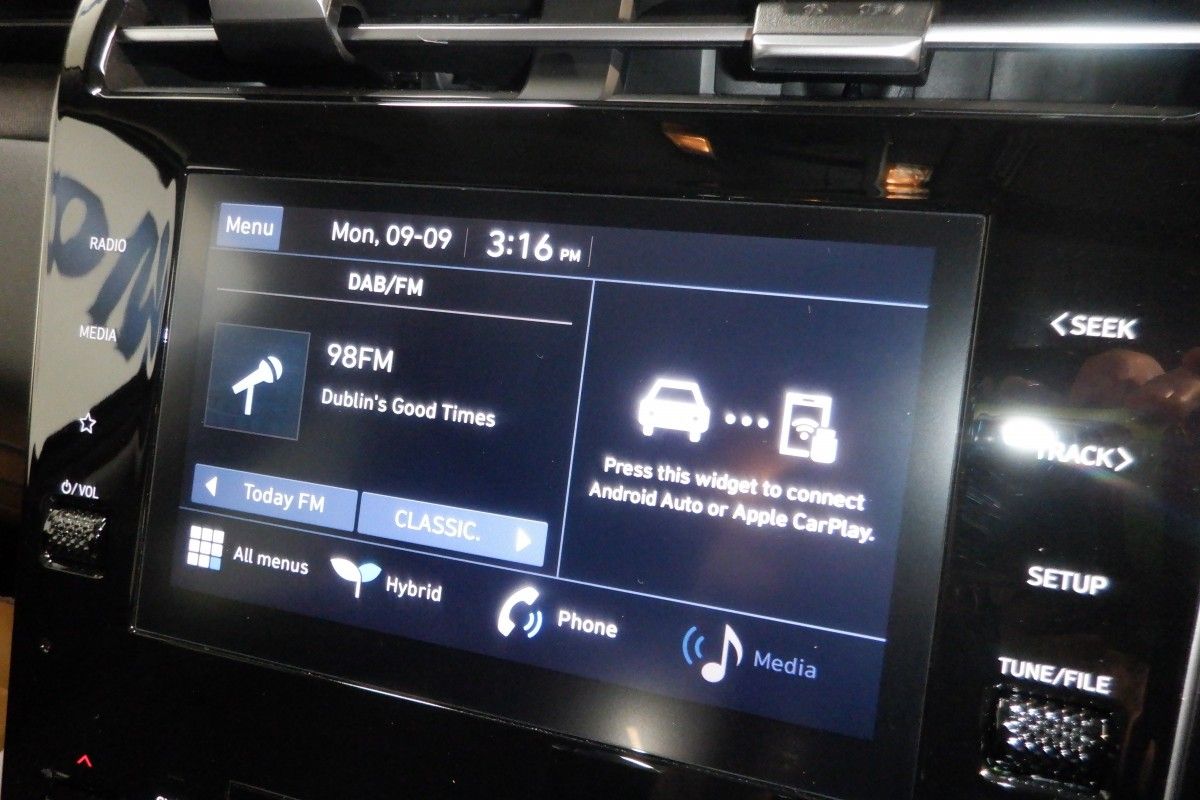 Menu
Mon, 09-09
3:16 PM
DAB/FM
98FM
Dublin's Good Times
Today FM
CLASSIC.
Press this widget to connect
Android Auto or Apple CarPlay.
All menus
Hybrid
Phone
Media
RADIO
MEDIA
/VOL
<SEEK
TRACK>
SETUP
TUNE/FILE